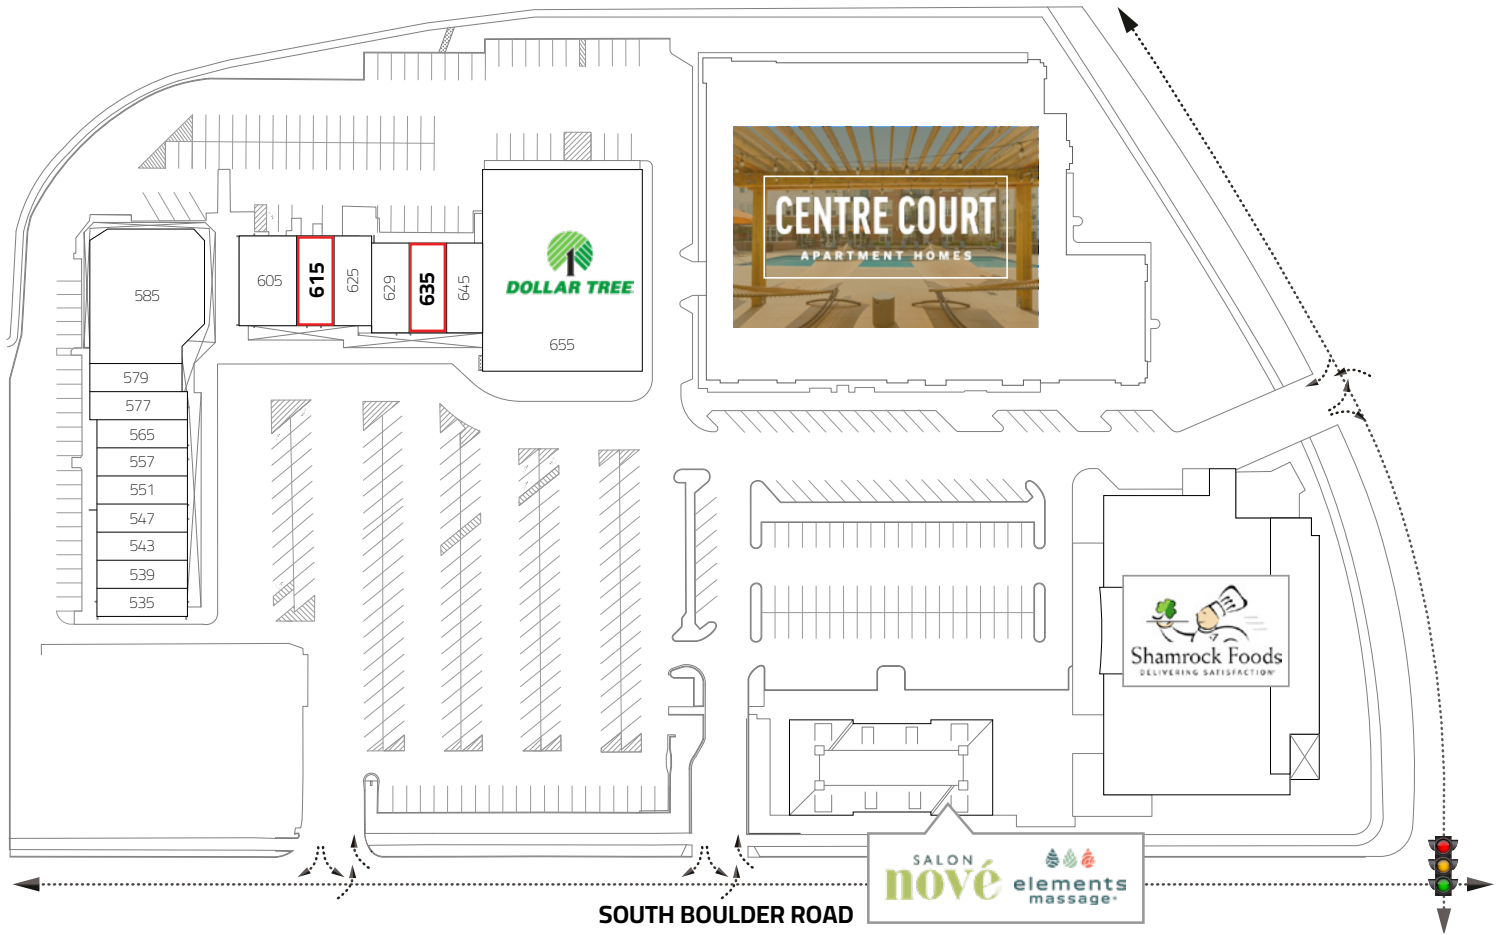 CENTRE COURT
APARTMENT HOMES
605
615
625
629
635
645
DOLLAR TREE
655
585
579
577
565
557
551
547
543
539
535
Shamrock Foods
DELIVERING SATISFACTION
SALON
nové
elements
massage
SOUTH BOULDER ROAD